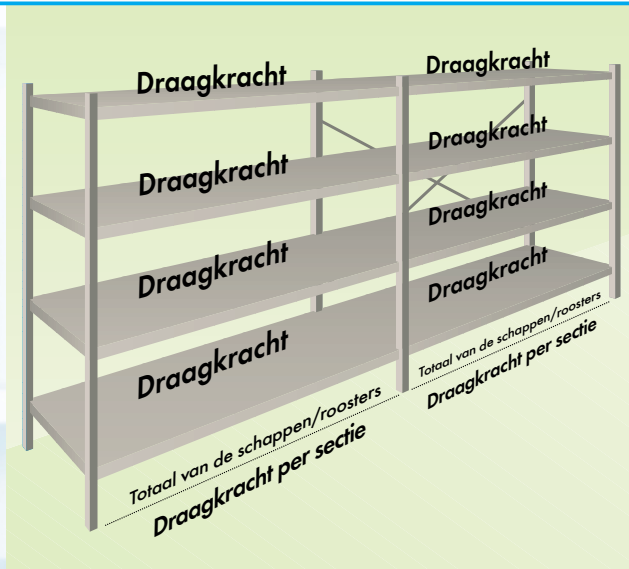 Draagkracht
Draagkracht
Draagkracht
Draagkracht
Totaal van de schappen/roosters
Draagkracht per sectie
Draagkracht
Draagkracht
Draagkracht
Draagkracht
Totaal van de schappen/roosters
Draagkracht per sectie